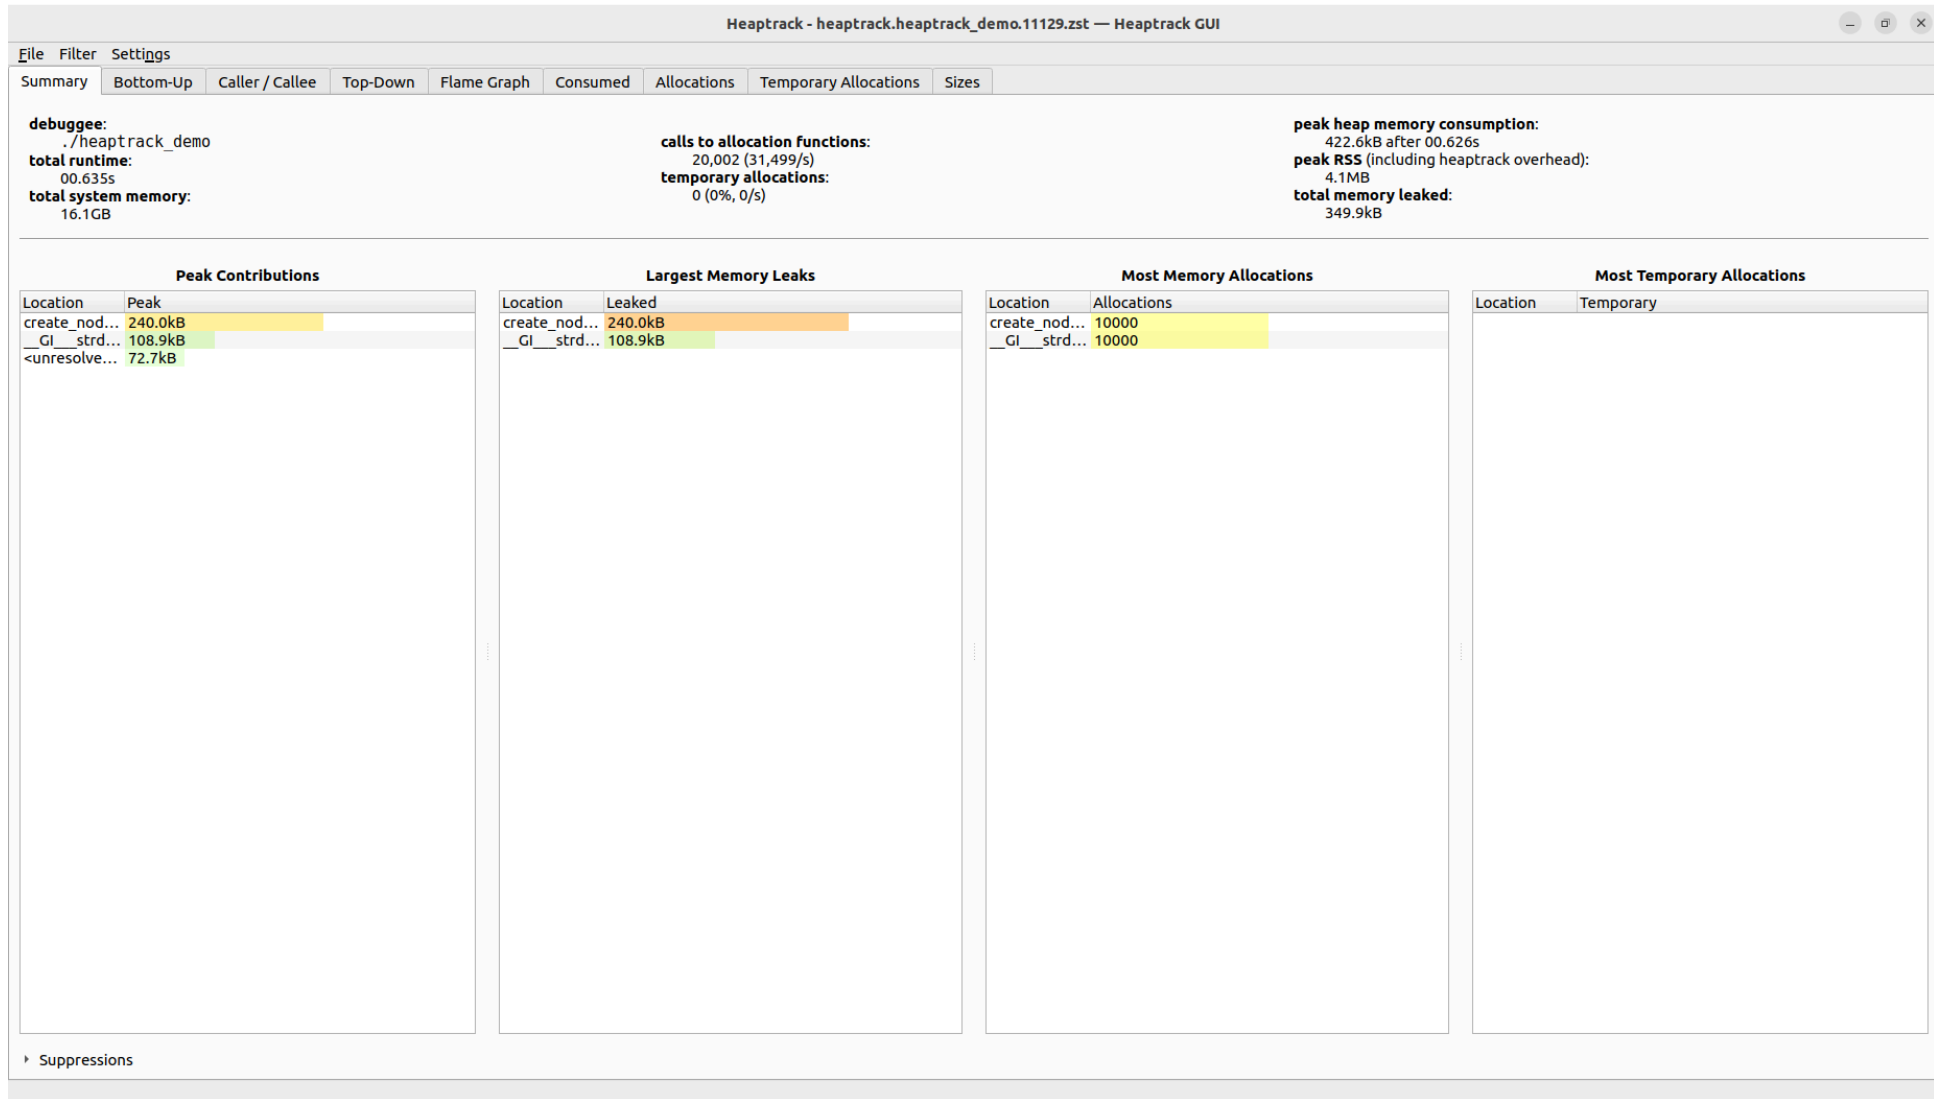 Heaptrack - heaptrack.heaptrack_demo.11129.zst — Heaptrack GUI
File Filter Settings
Summary Bottom-Up Caller / Callee Top-Down Flame Graph Consumed Allocations Temporary Allocations Sizes
debuggee:
./heaptrack_demo
total runtime:
00.635s
total system memory:
16.1GB
calls to allocation functions:
20,002 (31,499/s)
temporary allocations:
0 (0%, 0/s)
peak heap memory consumption:
422.6kB after 00.626s
peak RSS (including heaptrack overhead):
4.1MB
total memory leaked:
349.9kB
Peak Contributions
Location Peak
create_nod... 240.0kB
__GI___strd... 108.9kB
<unresolve... 72.7kB
Largest Memory Leaks
Location Leaked
create_nod... 240.0kB
__GI___strd... 108.9kB
Most Memory Allocations
Location Allocations
create_nod... 10000
__GI___strd... 10000
Most Temporary Allocations
Location Temporary
Suppressions